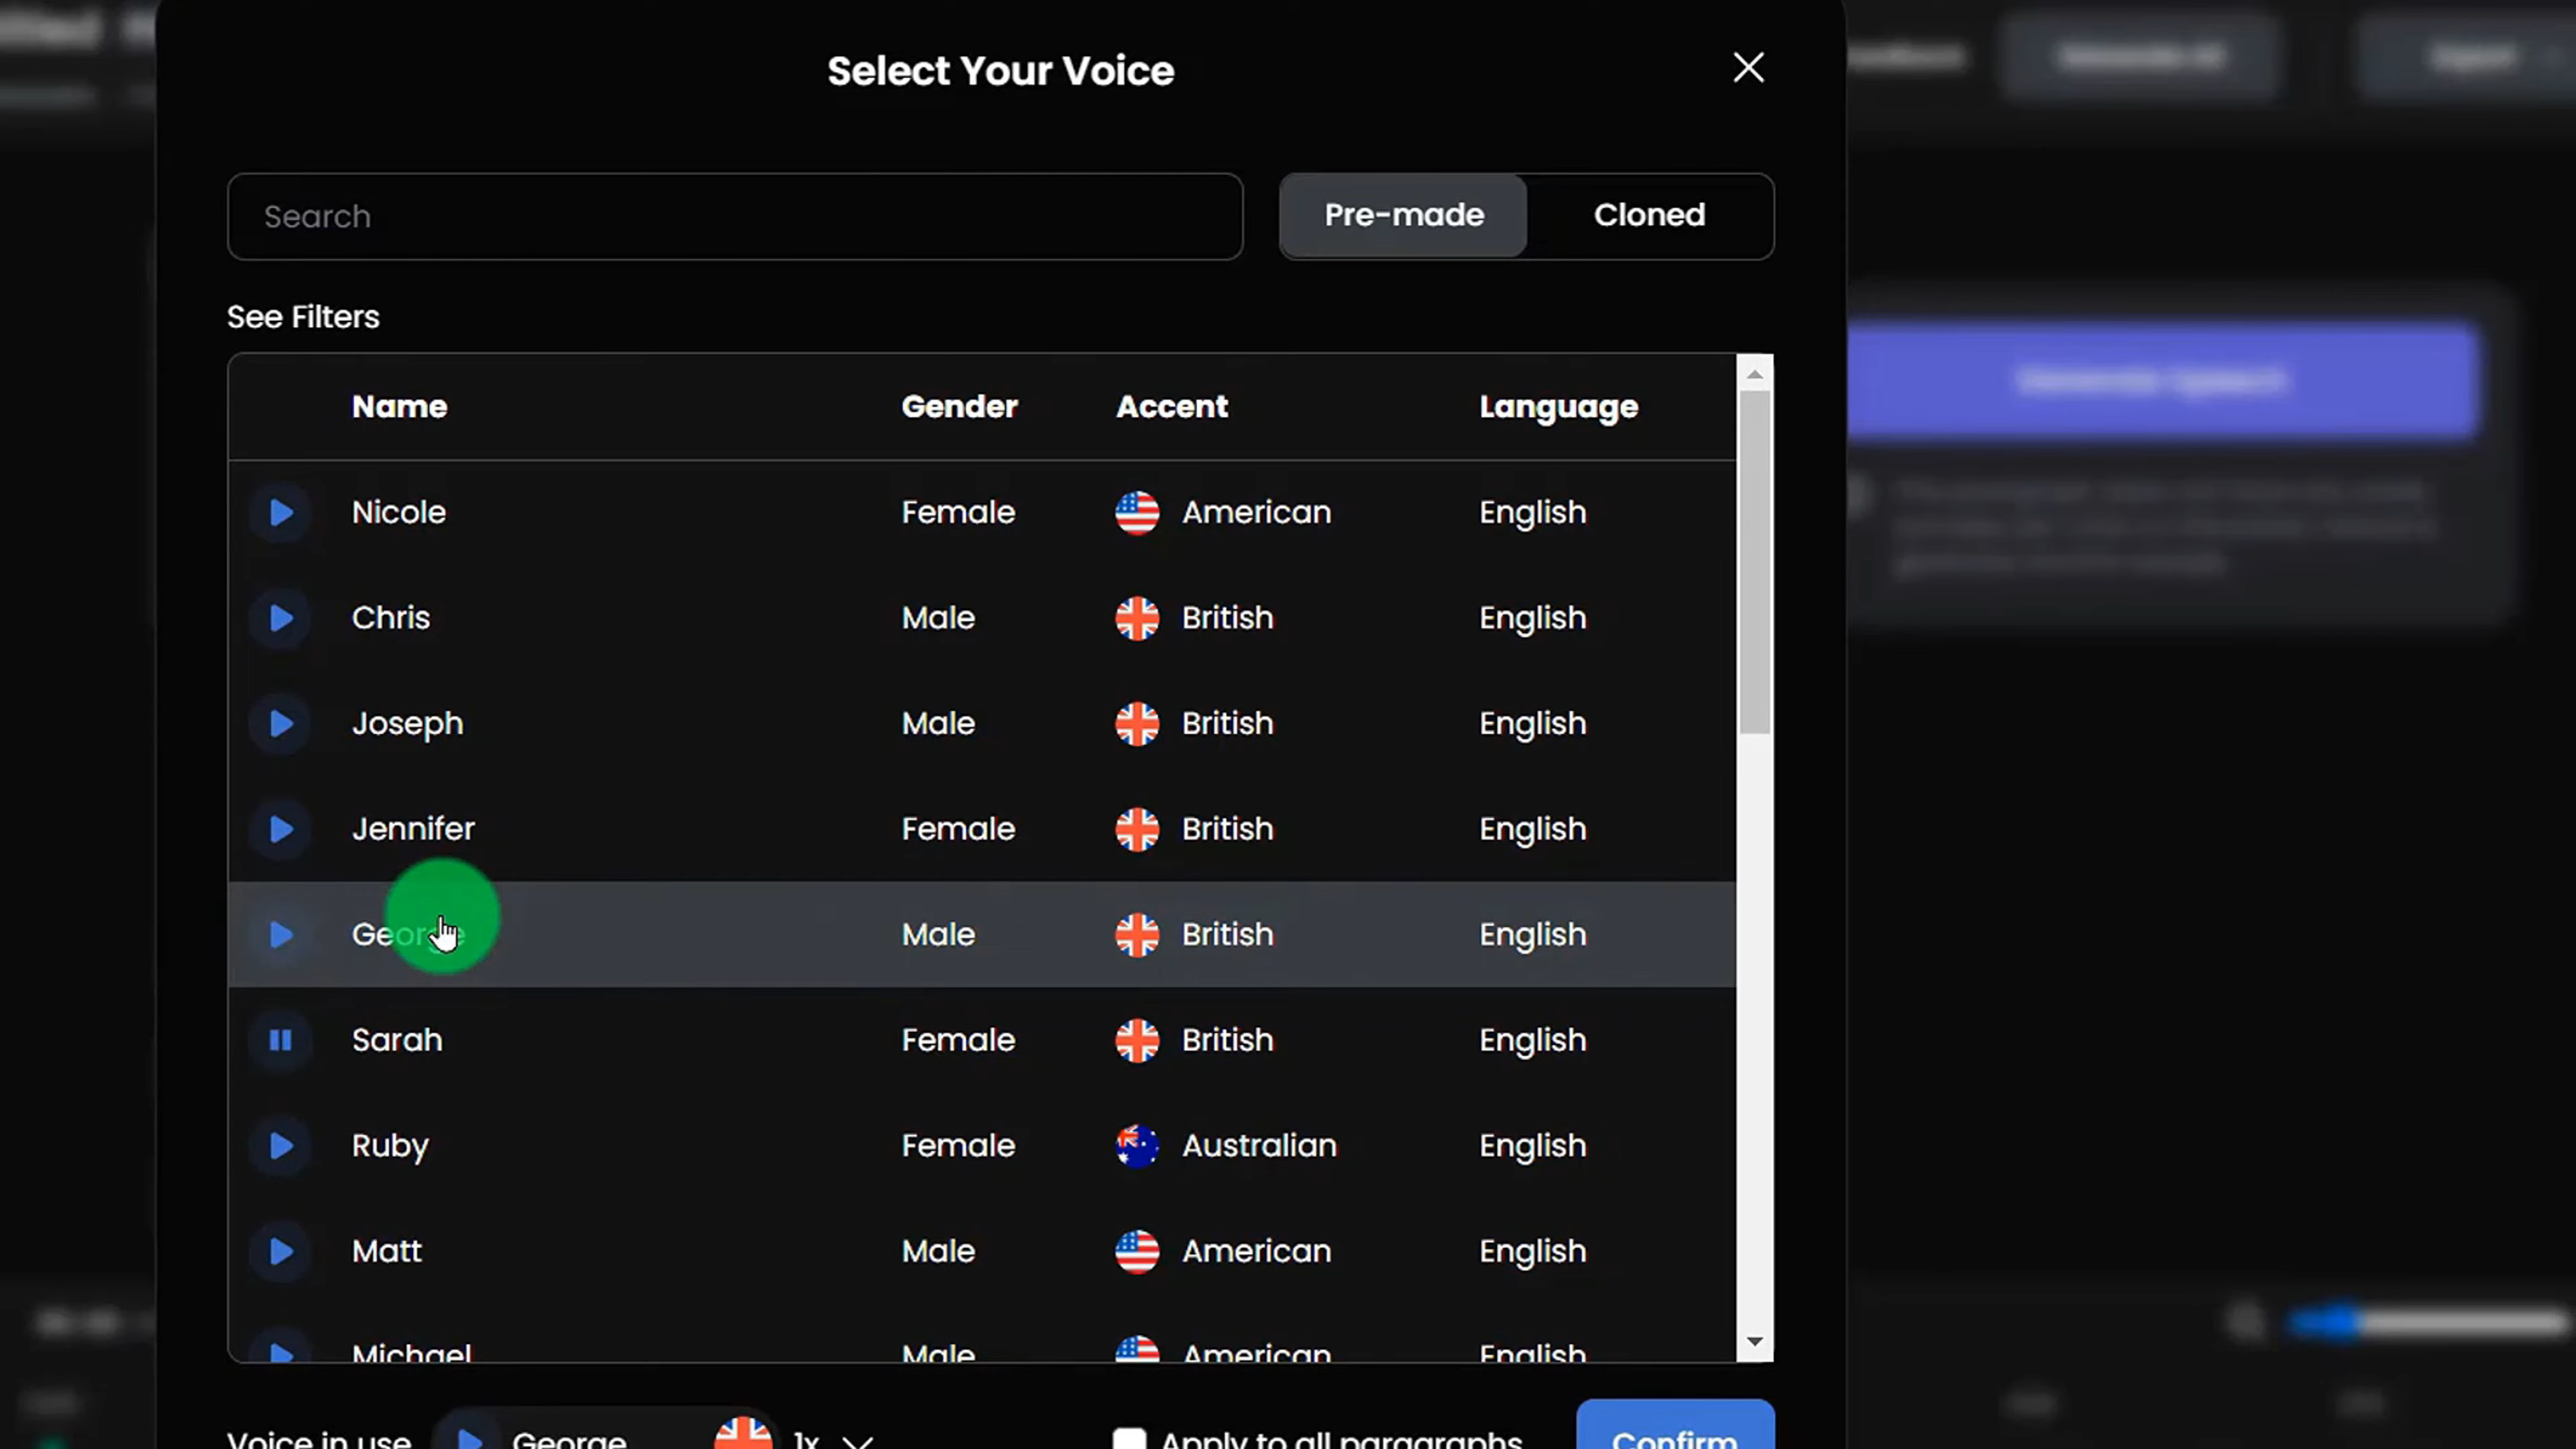 Select Your Voice
Search
Pre-made Cloned
See Filters
Name Gender Accent Language
Nicole Female American English
Chris Male British English
Joseph Male British English
Jennifer Female British English
George Male British English
Sarah Female British English
Ruby Female Australian English
Matt Male American English
Michael Male American English
Voice in use George 1x Apply to all paragraphs Confirm